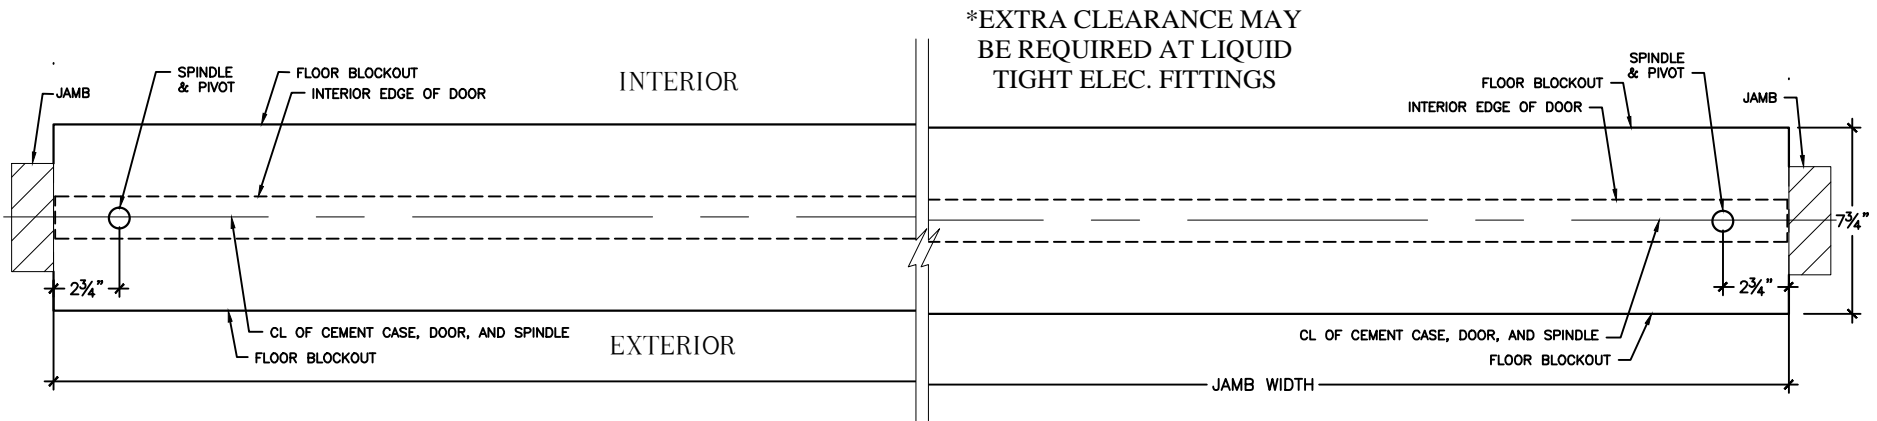 *EXTRA CLEARANCE MAY
BE REQUIRED AT LIQUID
TIGHT ELEC. FITTINGS
SPINDLE
& PIVOT
FLOOR BLOCKOUT
INTERIOR EDGE OF DOOR
JAMB
INTERIOR
SPINDLE
& PIVOT
FLOOR BLOCKOUT
INTERIOR EDGE OF DOOR
JAMB
7¾"
2¾"
2¾"
CL OF CEMENT CASE, DOOR, AND SPINDLE
FLOOR BLOCKOUT
EXTERIOR
CL OF CEMENT CASE, DOOR, AND SPINDLE
FLOOR BLOCKOUT
JAMB WIDTH